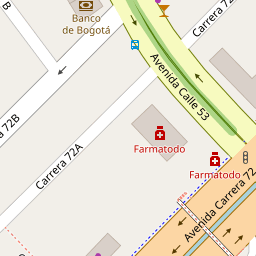 Banco
de Bogotá
Carrera 72
Avenida Calle 53
72B
Carrera 72A
Farmatodo
Farmatodo
Avenida Carrera 72